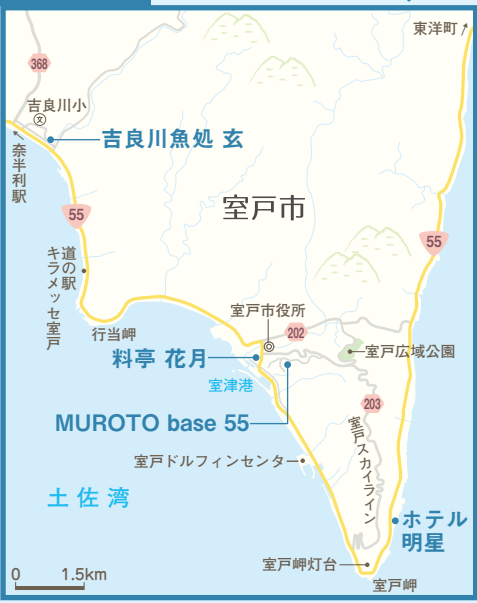 東洋町
368
吉良川小
文
吉良川魚処 玄
奈半利駅
室戸市
55
55
道の駅
キラメッセ室戸
行当岬
室戸市役所
202
料亭 花月
室戸広域公園
室津港
203
MUROTO base 55
室戸スカイライン
室戸ドルフィンセンター
土佐湾
ホテル
明星
室戸岬灯台
0 1.5km
室戸岬